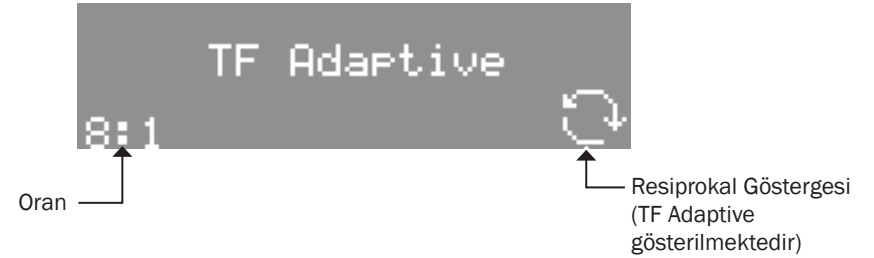 TF Adaptive
8:1
Oran
Resiprokal Göstergesi
(TF Adaptive
gösterilmektedir)